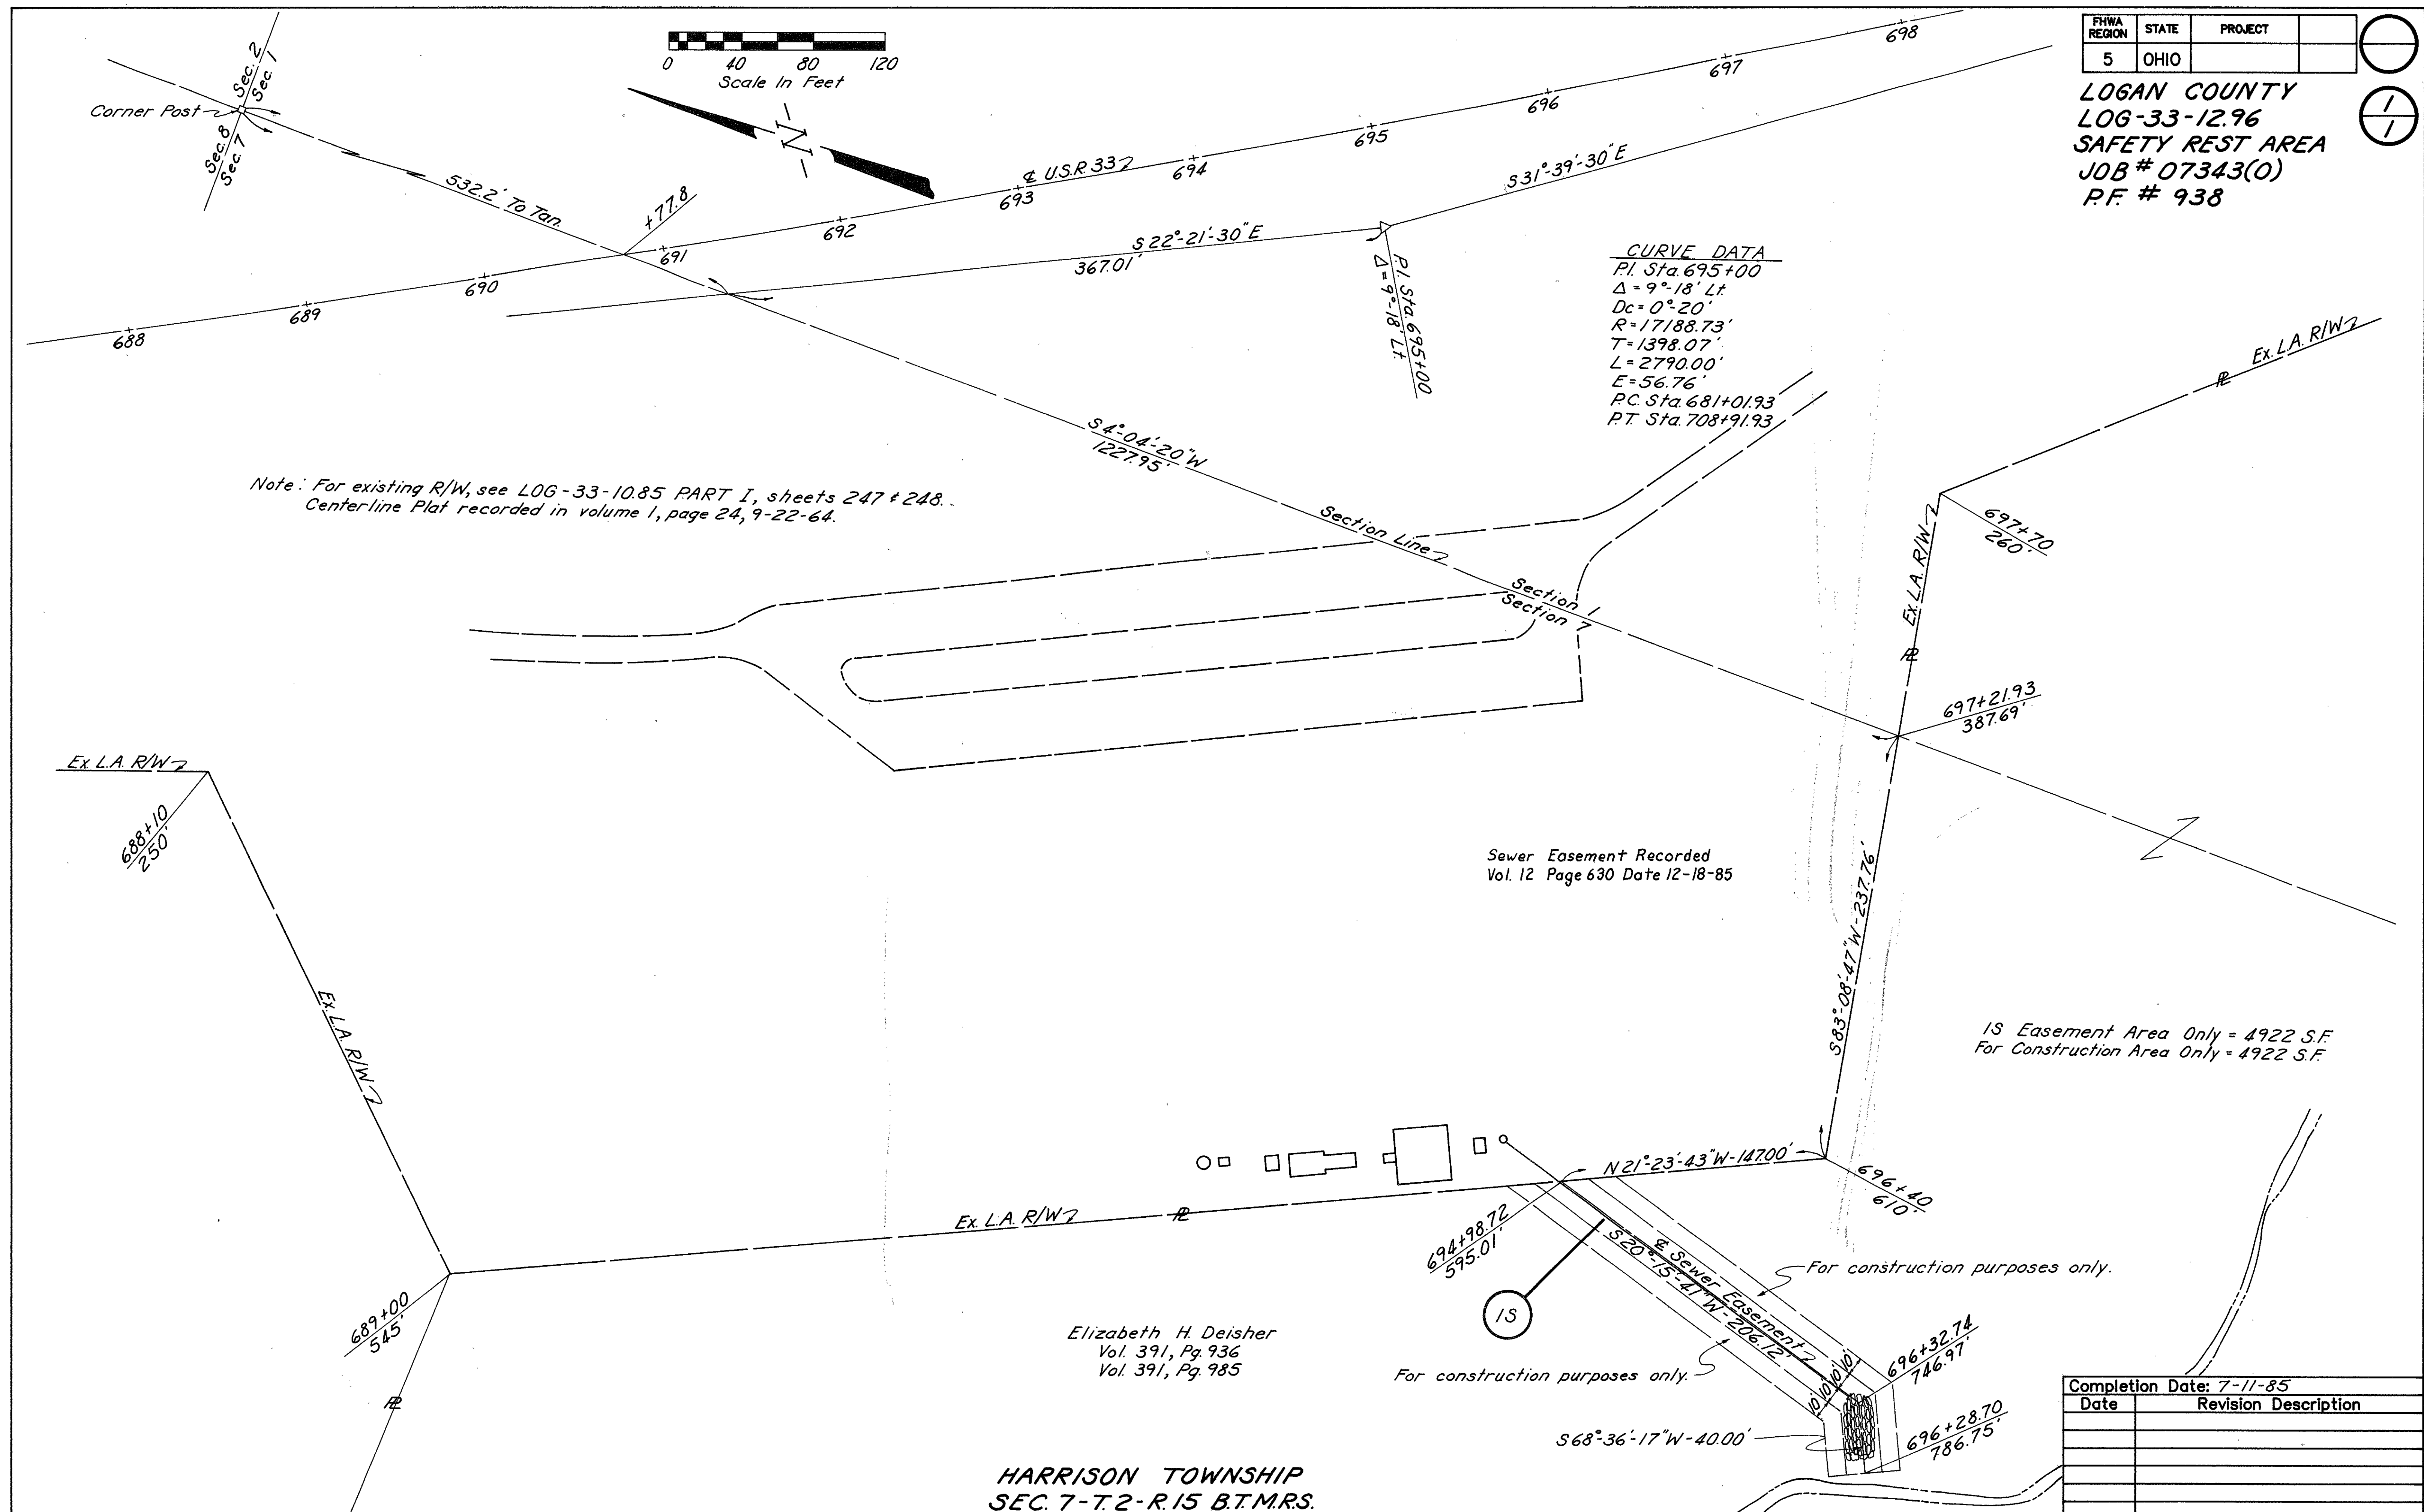 FHWA REGION STATE PROJECT
5 OHIO
LOGAN COUNTY
LOG-33-12.96
SAFETY REST AREA
JOB # 07343(0)
P.F. # 938
1
1
0 40 80 120
Scale In Feet
-N-
Sec. 2
Sec. 1
Corner Post
Sec. 8
Sec. 7
532.2' To Tan.
+77.8
688
689
690
691
692
693
℄ U.S.R. 33
694
695
696
697
698
S 22°-21'-30" E
367.01'
S 31°-39'-30" E
P.I. Sta. 695+00
Δ = 9°-18' Lt.
CURVE DATA
P.I. Sta. 695+00
Δ = 9°-18' Lt.
Dc = 0°-20'
R = 17188.73'
T = 1398.07'
L = 2790.00'
E = 56.76'
P.C. Sta. 681+01.93
P.T. Sta. 708+91.93
Ex. L.A. R/W
PL
S 4°-04'-20" W
1227.95'
Note: For existing R/W, see LOG-33-10.85 PART I, sheets 247 & 248.
Centerline Plat recorded in volume 1, page 24, 9-22-64.
Section Line
Section 1
Section 7
697+70
260'
Ex. L.A. R/W
PL
697+21.93
387.69'
Ex. L.A. R/W
688+10
250'
Sewer Easement Recorded
Vol. 12 Page 630 Date 12-18-85
S 83°-08'-47" W - 237.76'
Ex. L.A. R/W
1S Easement Area Only = 4922 S.F.
For Construction Area Only = 4922 S.F.
N 21°-23'-43" W - 147.00'
696+40
610'
Ex. L.A. R/W
PL
694+98.72
595.01'
℄ Sewer Easement
S 20°-15'-41" W - 206.12'
For construction purposes only.
1S
689+00
545'
PL
Elizabeth H. Deisher
Vol. 391, Pg. 936
Vol. 391, Pg. 985
For construction purposes only.
10' 10' 10' 10'
696+32.74
746.97'
696+28.70
786.75'
S 68°-36'-17" W - 40.00'
HARRISON TOWNSHIP
SEC. 7 - T. 2 - R. 15 B.T.M.R.S.
Completion Date: 7-11-85
Date Revision Description